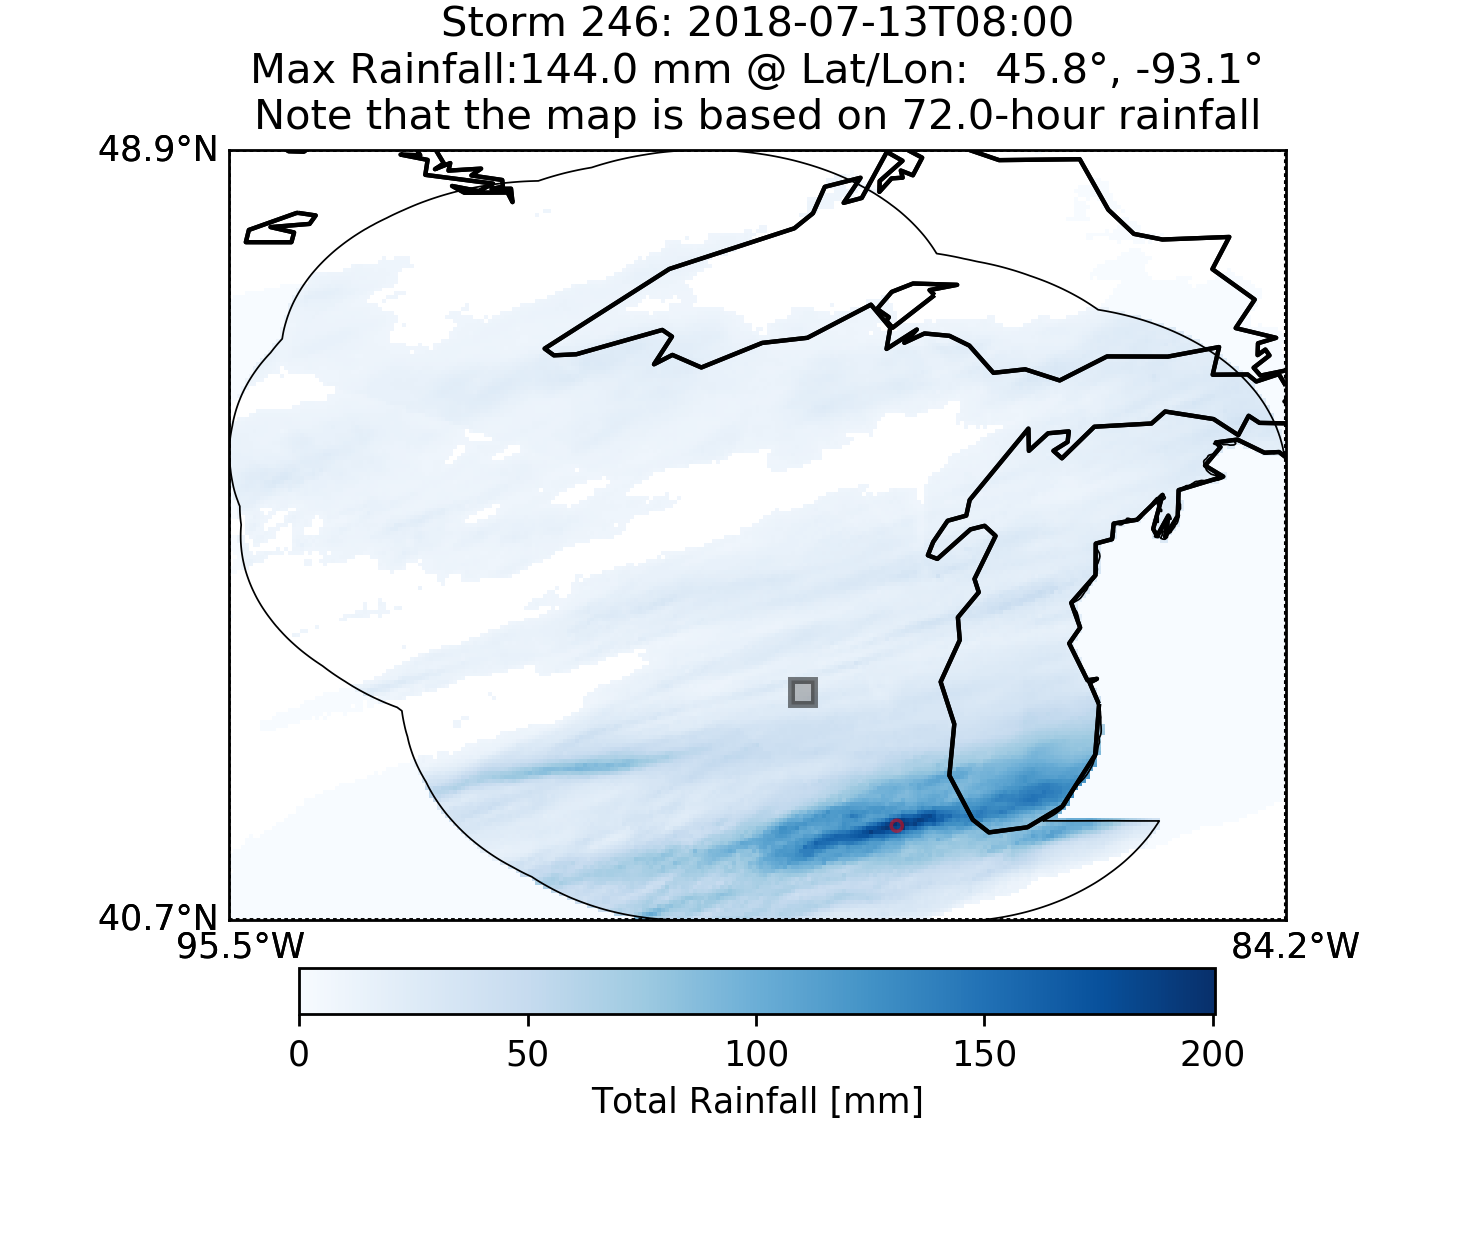 Storm 246: 2018-07-13T08:00
Max Rainfall:144.0 mm @ Lat/Lon:  45.8°, -93.1°
Note that the map is based on 72.0-hour rainfall
48.9°N
40.7°N
95.5°W
84.2°W
0
50
100
150
200
Total Rainfall [mm]